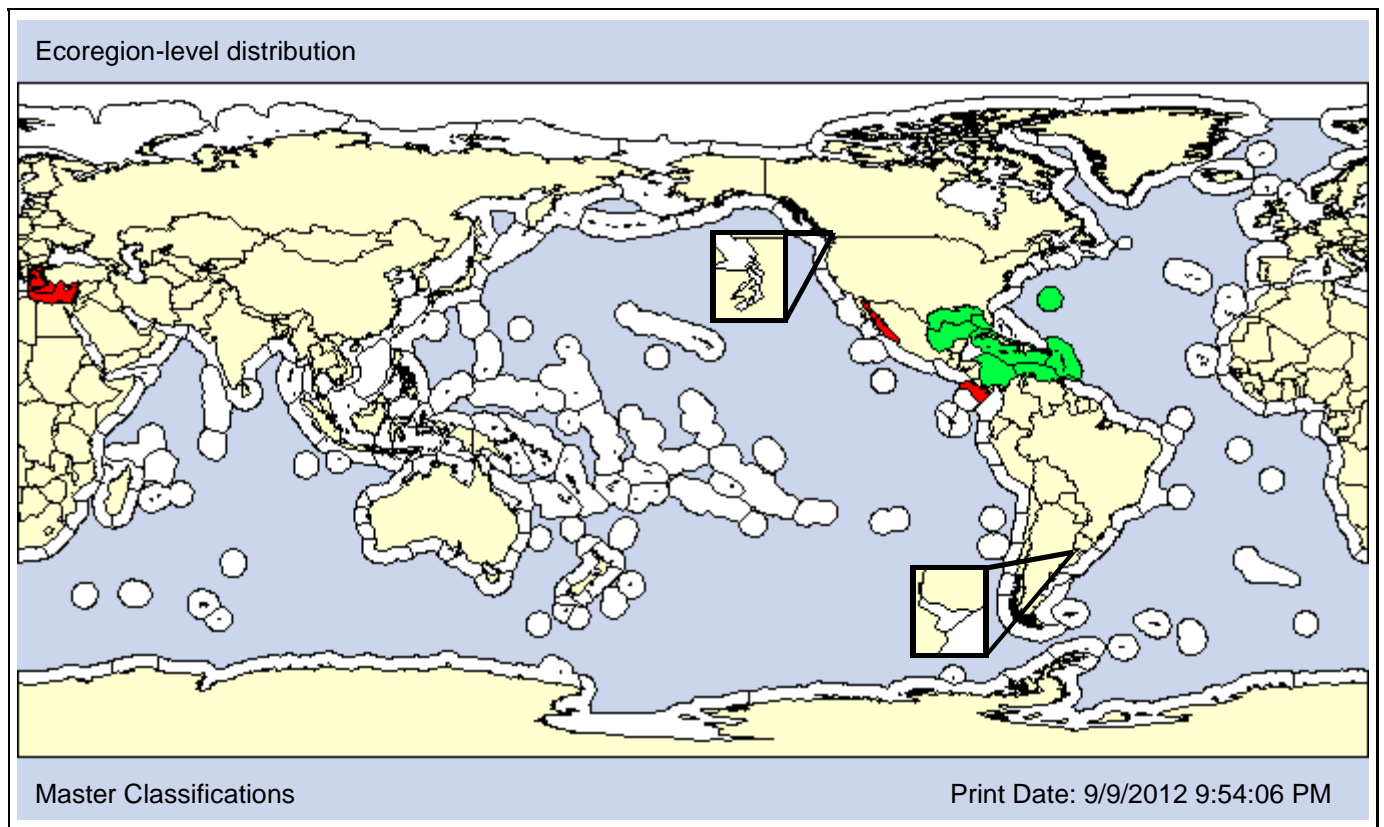 Ecoregion-level distribution
Master Classifications
Print Date: 9/9/2012 9:54:06 PM